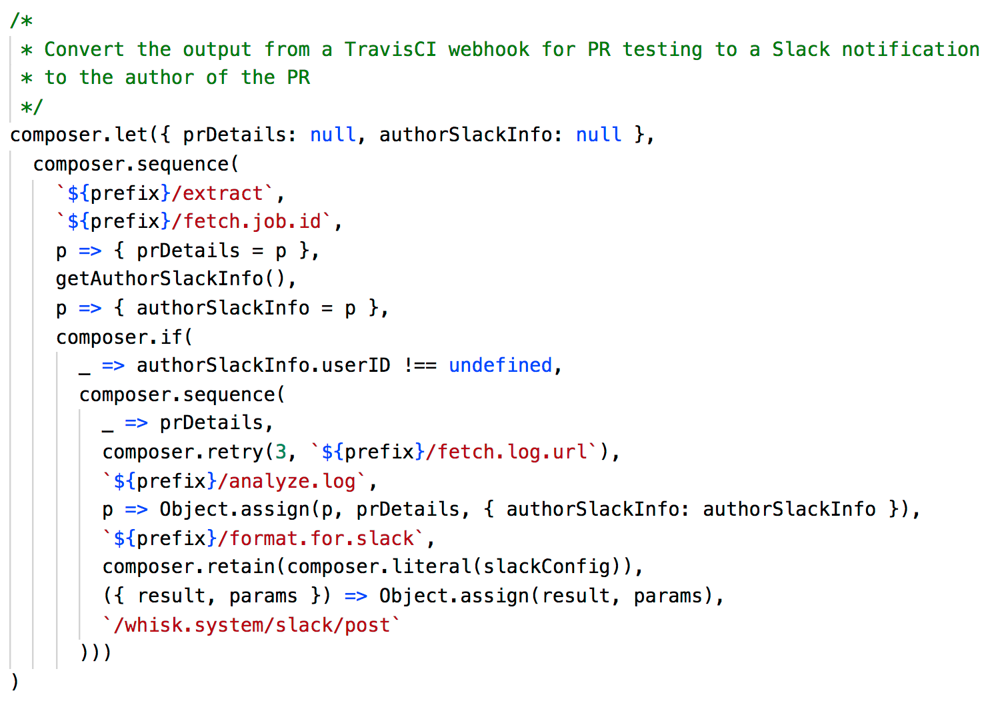 /*
 * Convert the output from a TravisCI webhook for PR testing to a Slack notification
 * to the author of the PR
 */
composer.let({ prDetails: null, authorSlackInfo: null },
  composer.sequence(
    `${prefix}/extract`,
    `${prefix}/fetch.job.id`,
    p => { prDetails = p },
    getAuthorSlackInfo(),
    p => { authorSlackInfo = p },
    composer.if(
      _ => authorSlackInfo.userID !== undefined,
      composer.sequence(
        _ => prDetails,
        composer.retry(3, `${prefix}/fetch.log.url`),
        `${prefix}/analyze.log`,
        p => Object.assign(p, prDetails, { authorSlackInfo: authorSlackInfo }),
        `${prefix}/format.for.slack`,
        composer.retain(composer.literal(slackConfig)),
        ({ result, params }) => Object.assign(result, params),
        `/whisk.system/slack/post`
      )))
)